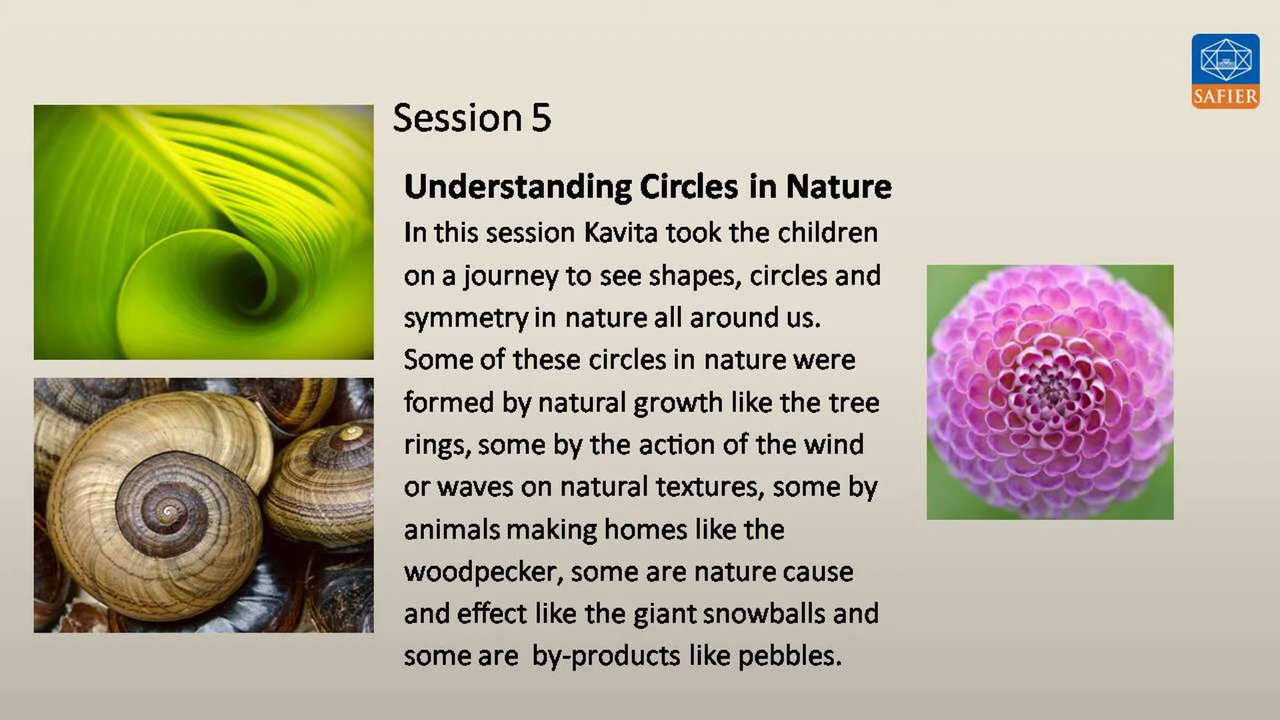 SAFIER
Session 5
Understanding Circles in Nature
In this session Kavita took the children
on a journey to see shapes, circles and
symmetry in nature all around us.
Some of these circles in nature were
formed by natural growth like the tree
rings, some by the action of the wind
or waves on natural textures, some by
animals making homes like the
woodpecker, some are nature cause
and effect like the giant snowballs and
some are  by-products like pebbles.